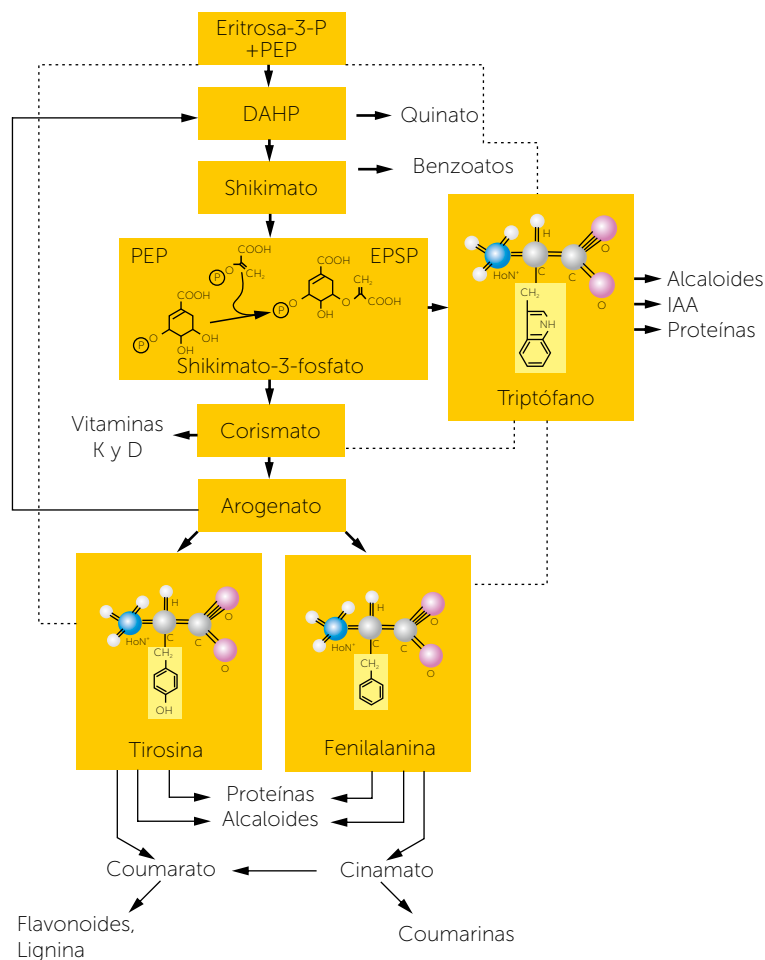 Eritrosa-3-P
+PEP
DAHP
Quinato
Benzoatos
Shikimato
PEP
EPSP
COOH
P
O
CH₂
COOH
P
O
OH
OH
COOH
P
O
OH
O
CH₂
COOH
Shikimato-3-fosfato
H
HoN⁺
C
C
O
O
CH₂
NH
Triptófano
Alcaloides
IAA
Proteínas
Vitaminas
K y D
Corismato
Arogenato
H
HoN⁺
C
C
O
O
CH₂
OH
Tirosina
H
HoN⁺
C
C
O
O
CH₂
Fenilalanina
Proteínas
Alcaloides
Coumarato
Cinamato
Flavonoides,
Lignina
Coumarinas